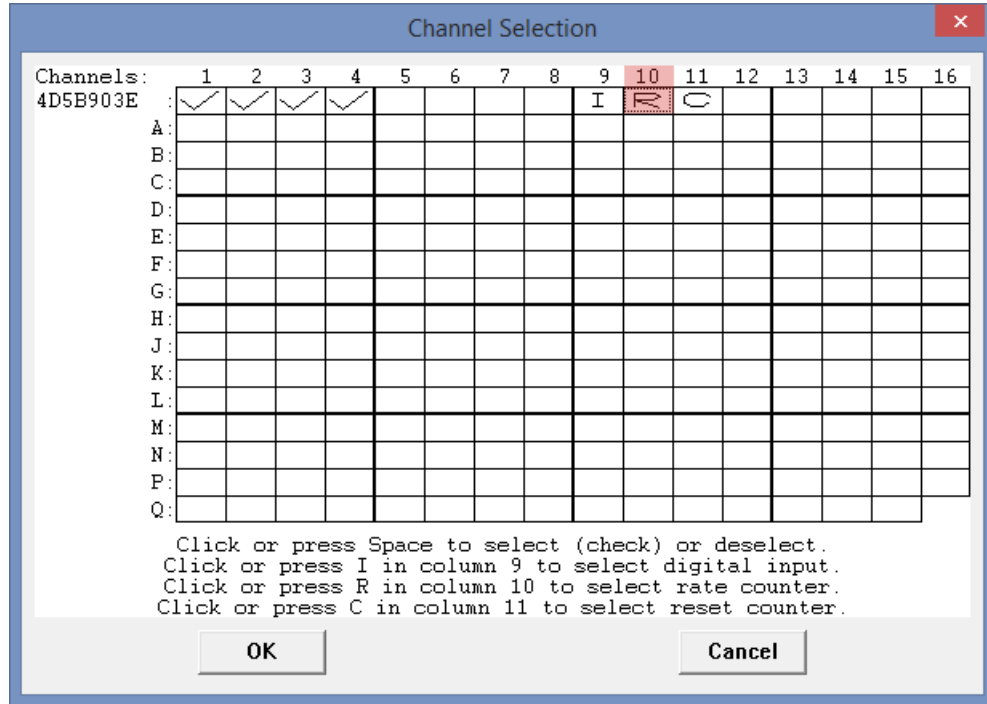 Channel Selection
×
Channels: 1 2 3 4 5 6 7 8 9 10 11 12 13 14 15 16
4D5B903E : I R C
A:
B:
C:
D:
E:
F:
G:
H:
J:
K:
L:
M:
N:
P:
Q:
Click or press Space to select (check) or deselect.
Click or press I in column 9 to select digital input.
Click or press R in column 10 to select rate counter.
Click or press C in column 11 to select reset counter.
OK Cancel